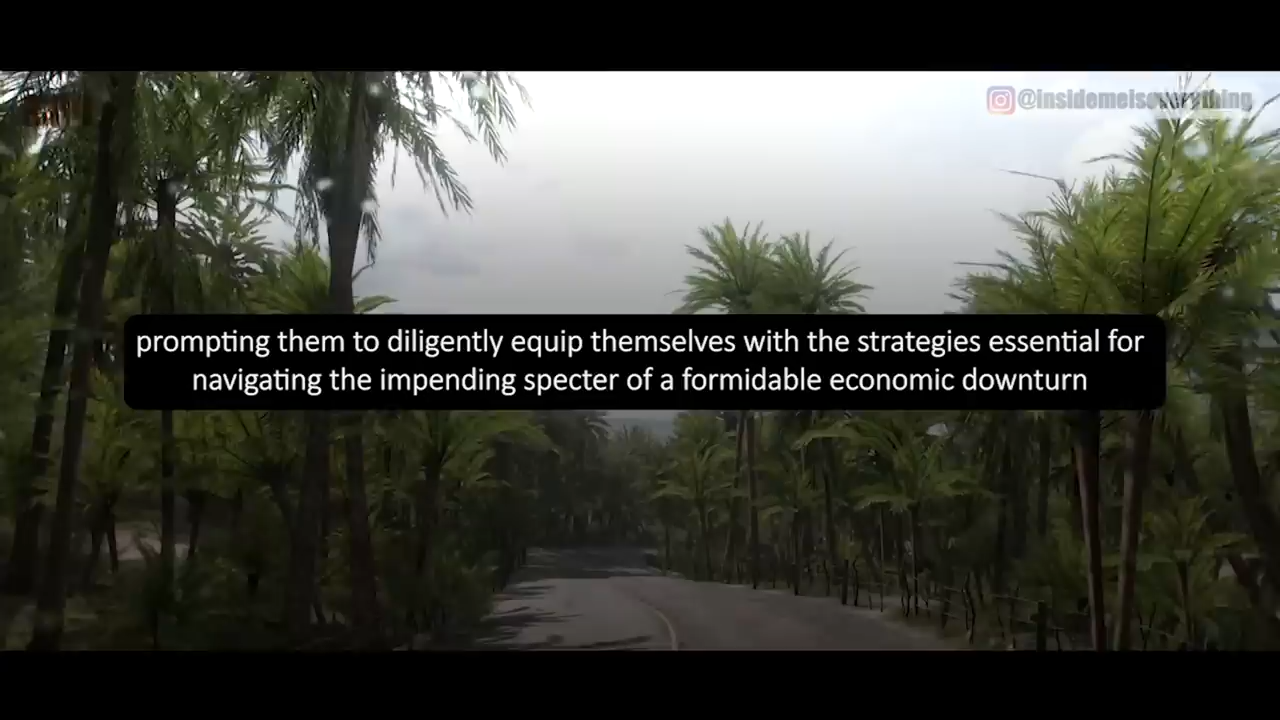 @insidemeiseverything
prompting them to diligently equip themselves with the strategies essential for
navigating the impending specter of a formidable economic downturn